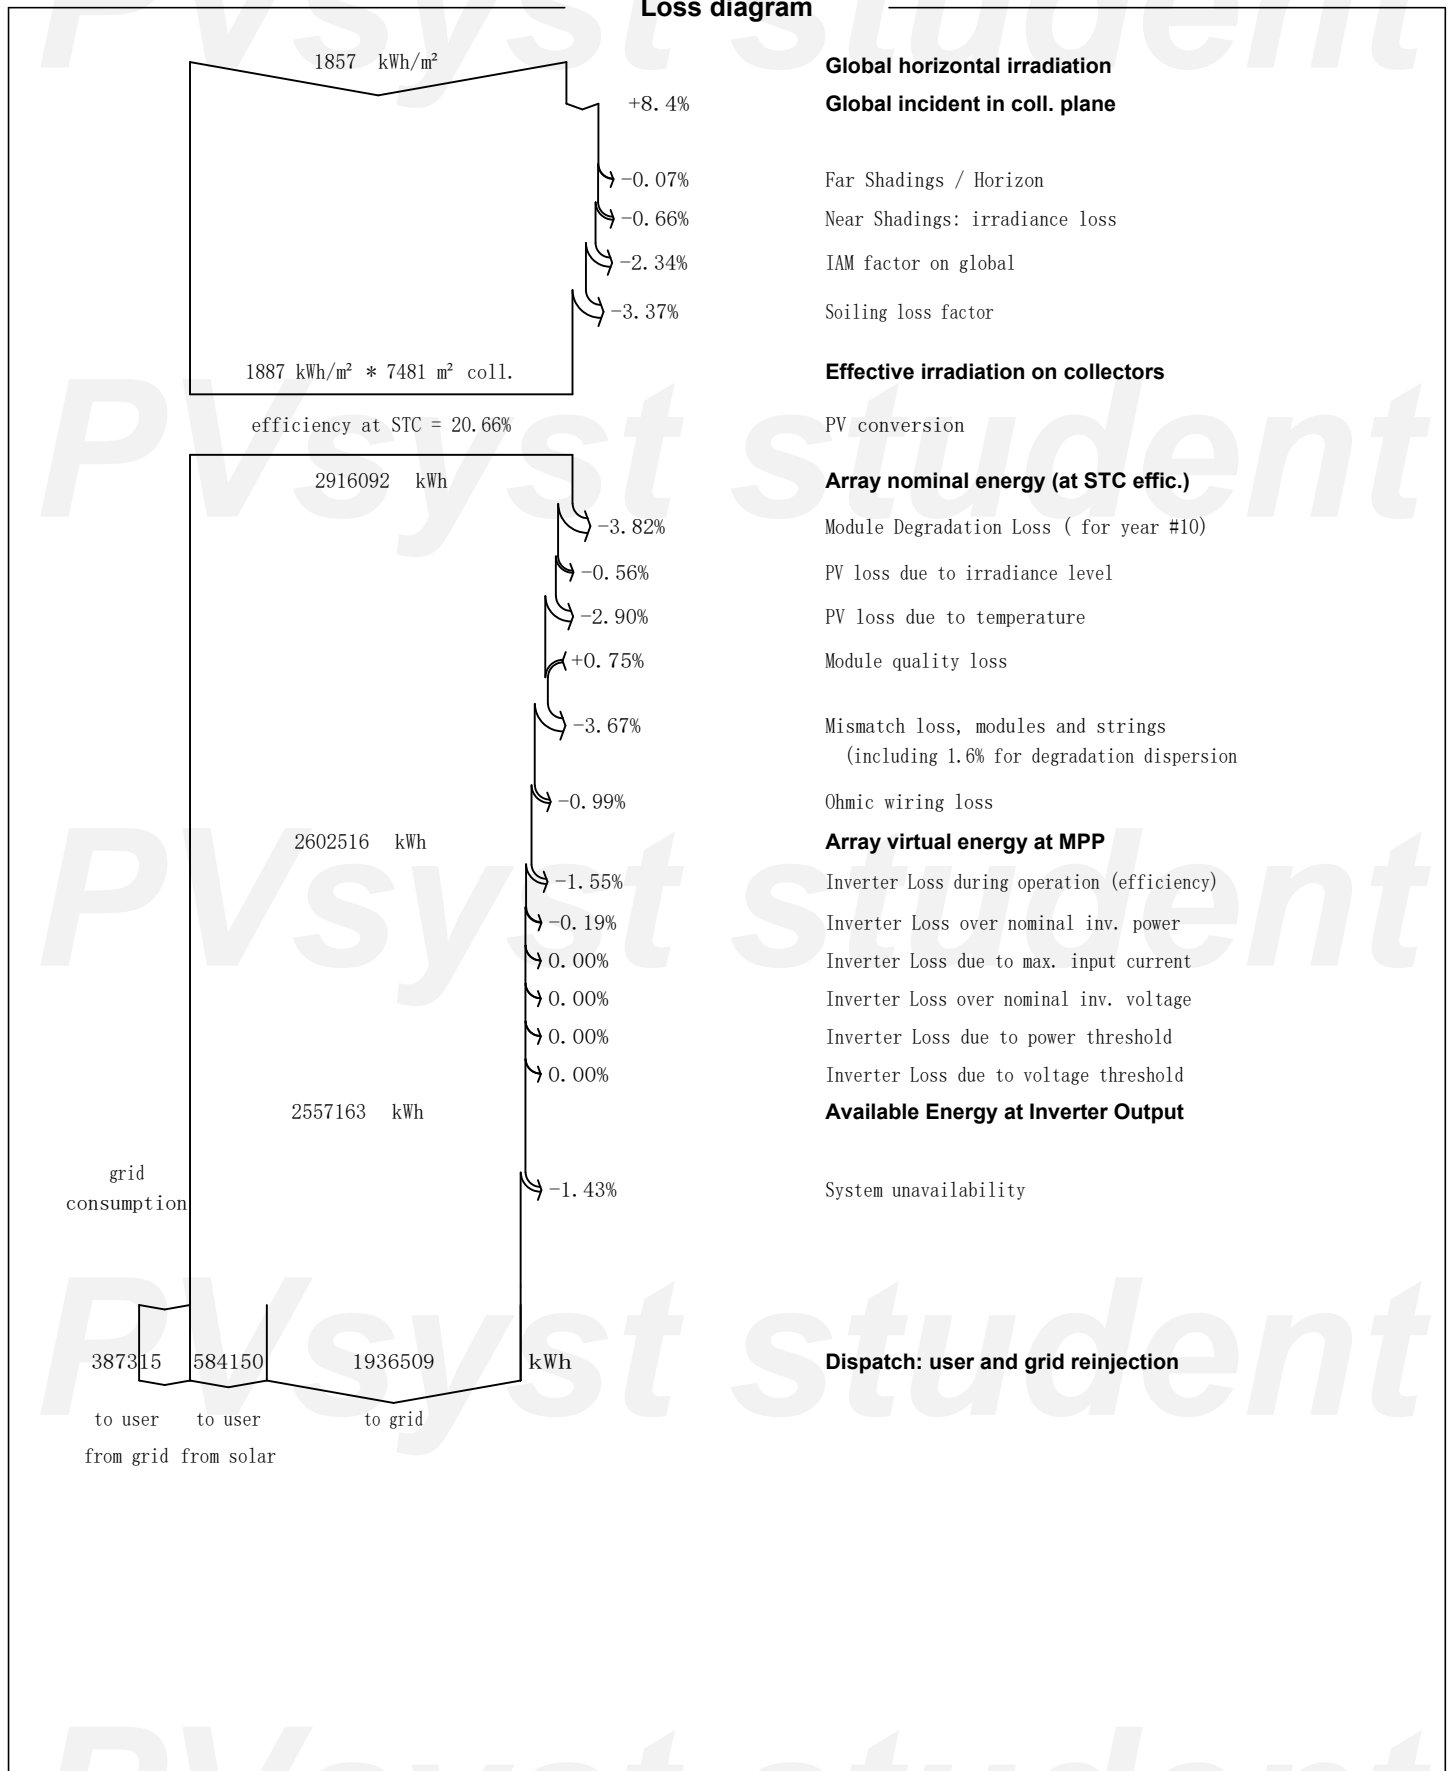 Loss diagram
1857 kWh/m² Global horizontal irradiation
+8.4% Global incident in coll. plane
-0.07% Far Shadings / Horizon
-0.66% Near Shadings: irradiance loss
-2.34% IAM factor on global
-3.37% Soiling loss factor
1887 kWh/m² * 7481 m² coll. Effective irradiation on collectors
efficiency at STC = 20.66% PV conversion
2916092 kWh Array nominal energy (at STC effic.)
-3.82% Module Degradation Loss ( for year #10)
-0.56% PV loss due to irradiance level
-2.90% PV loss due to temperature
+0.75% Module quality loss
-3.67% Mismatch loss, modules and strings
(including 1.6% for degradation dispersion
-0.99% Ohmic wiring loss
2602516 kWh Array virtual energy at MPP
-1.55% Inverter Loss during operation (efficiency)
-0.19% Inverter Loss over nominal inv. power
0.00% Inverter Loss due to max. input current
0.00% Inverter Loss over nominal inv. voltage
0.00% Inverter Loss due to power threshold
0.00% Inverter Loss due to voltage threshold
2557163 kWh Available Energy at Inverter Output
grid
consumption
-1.43% System unavailability
387315 584150 1936509 kWh Dispatch: user and grid reinjection
to user to user to grid
from grid from solar
PVsyst student
PVsyst student
PVsyst student
PVsyst student
PVsyst student